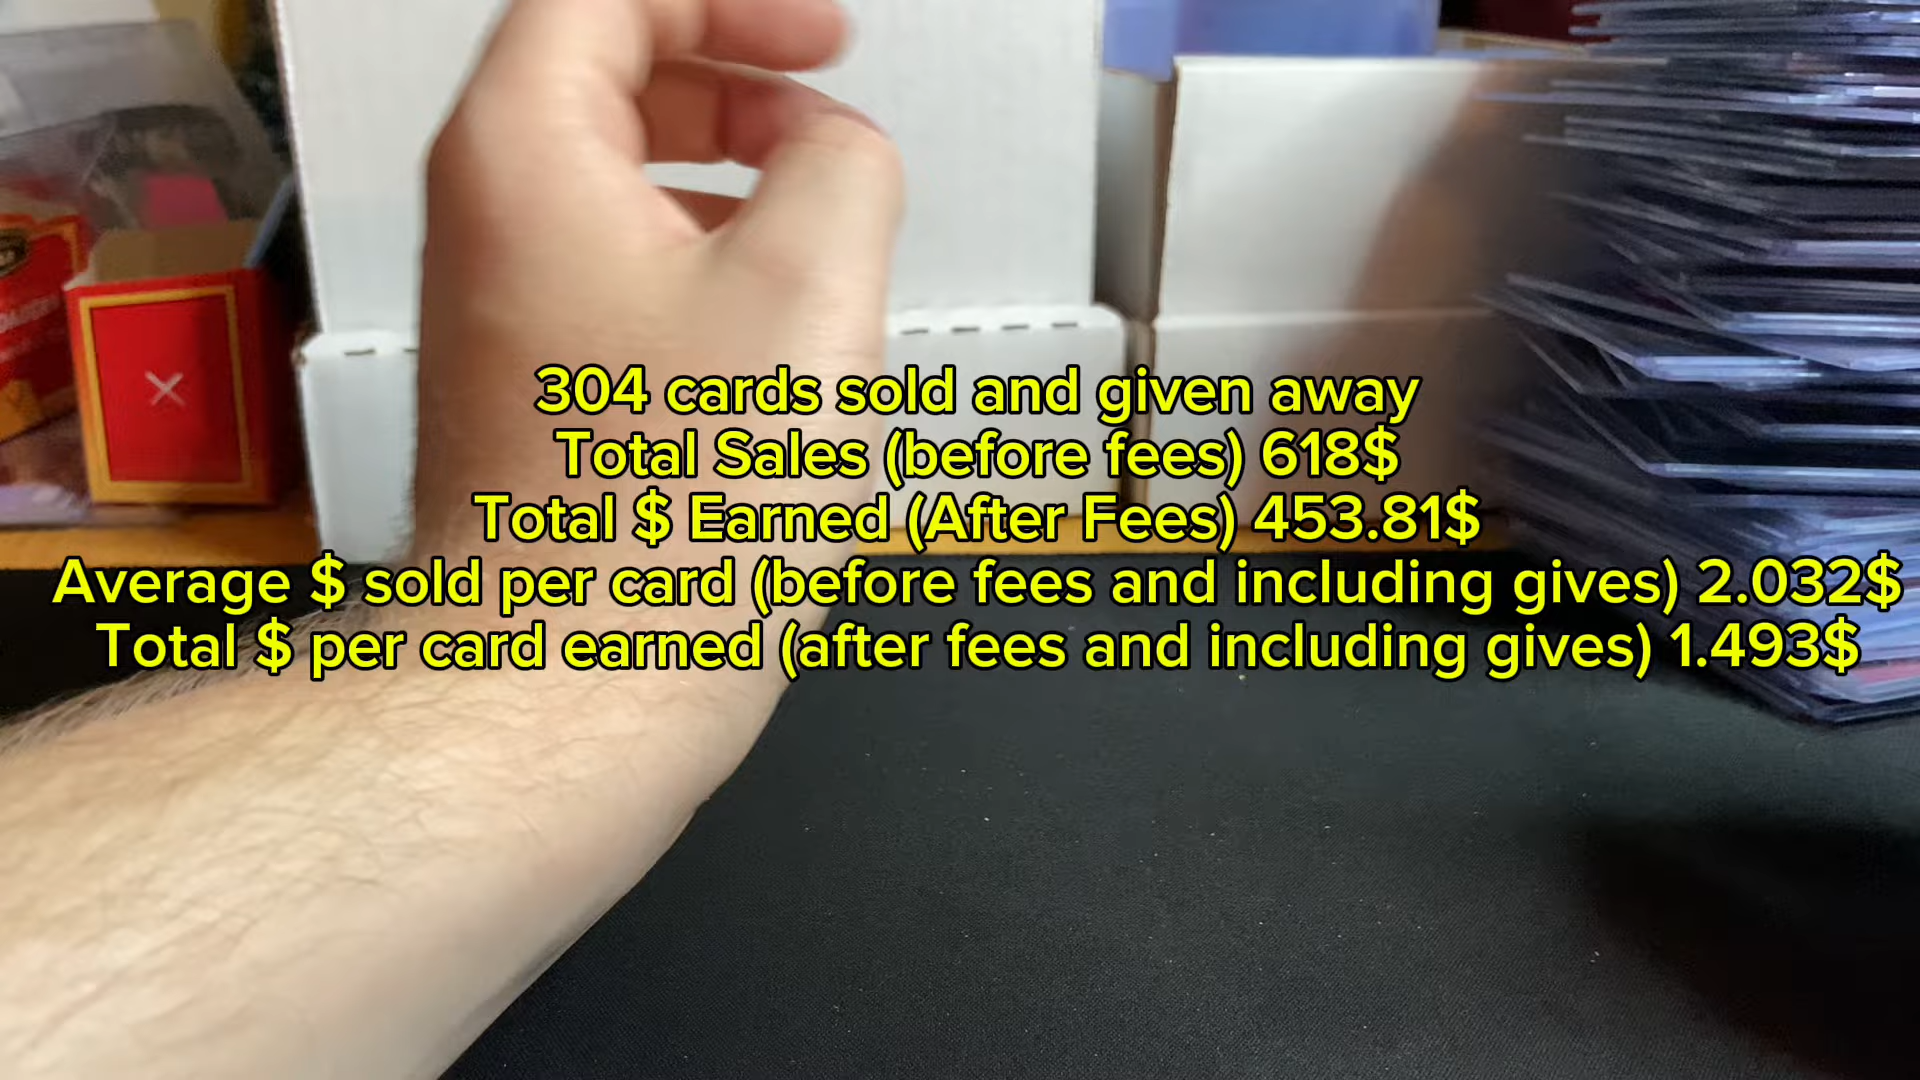 304 cards sold and given away
Total Sales (before fees) 618$
Total $ Earned (After Fees) 453.81$
Average $ sold per card (before fees and including gives) 2.032$
Total $ per card earned (after fees and including gives) 1.493$